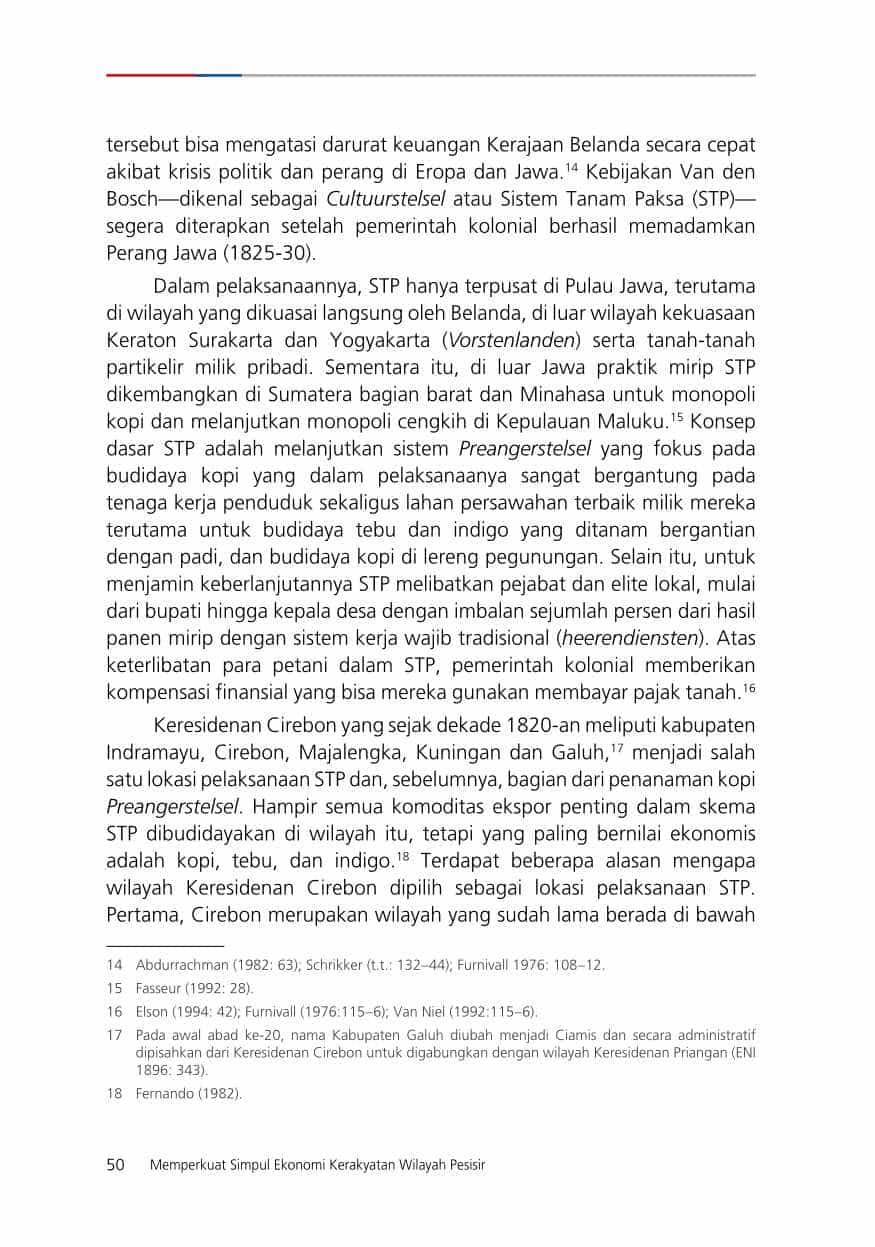 tersebut bisa mengatasi darurat keuangan Kerajaan Belanda secara cepat
akibat krisis politik dan perang di Eropa dan Jawa.14 Kebijakan Van den
Bosch—dikenal sebagai Cultuurstelsel atau Sistem Tanam Paksa (STP)—
segera diterapkan setelah pemerintah kolonial berhasil memadamkan
Perang Jawa (1825-30).
Dalam pelaksanaannya, STP hanya terpusat di Pulau Jawa, terutama
di wilayah yang dikuasai langsung oleh Belanda, di luar wilayah kekuasaan
Keraton Surakarta dan Yogyakarta (Vorstenlanden) serta tanah-tanah
partikelir milik pribadi. Sementara itu, di luar Jawa praktik mirip STP
dikembangkan di Sumatera bagian barat dan Minahasa untuk monopoli
kopi dan melanjutkan monopoli cengkih di Kepulauan Maluku.15 Konsep
dasar STP adalah melanjutkan sistem Preangerstelsel yang fokus pada
budidaya kopi yang dalam pelaksanaanya sangat bergantung pada
tenaga kerja penduduk sekaligus lahan persawahan terbaik milik mereka
terutama untuk budidaya tebu dan indigo yang ditanam bergantian
dengan padi, dan budidaya kopi di lereng pegunungan. Selain itu, untuk
menjamin keberlanjutannya STP melibatkan pejabat dan elite lokal, mulai
dari bupati hingga kepala desa dengan imbalan sejumlah persen dari hasil
panen mirip dengan sistem kerja wajib tradisional (heerendiensten). Atas
keterlibatan para petani dalam STP, pemerintah kolonial memberikan
kompensasi finansial yang bisa mereka gunakan membayar pajak tanah.16
Keresidenan Cirebon yang sejak dekade 1820-an meliputi kabupaten
Indramayu, Cirebon, Majalengka, Kuningan dan Galuh,17 menjadi salah
satu lokasi pelaksanaan STP dan, sebelumnya, bagian dari penanaman kopi
Preangerstelsel. Hampir semua komoditas ekspor penting dalam skema
STP dibudidayakan di wilayah itu, tetapi yang paling bernilai ekonomis
adalah kopi, tebu, dan indigo.18 Terdapat beberapa alasan mengapa
wilayah Keresidenan Cirebon dipilih sebagai lokasi pelaksanaan STP.
Pertama, Cirebon merupakan wilayah yang sudah lama berada di bawah
14 Abdurrachman (1982: 63); Schrikker (t.t.: 132–44); Furnivall 1976: 108–12.
15 Fasseur (1992: 28).
16 Elson (1994: 42); Furnivall (1976:115–6); Van Niel (1992:115–6).
17 Pada awal abad ke-20, nama Kabupaten Galuh diubah menjadi Ciamis dan secara administratif
dipisahkan dari Keresidenan Cirebon untuk digabungkan dengan wilayah Keresidenan Priangan (ENI
1896: 343).
18 Fernando (1982).
50 Memperkuat Simpul Ekonomi Kerakyatan Wilayah Pesisir